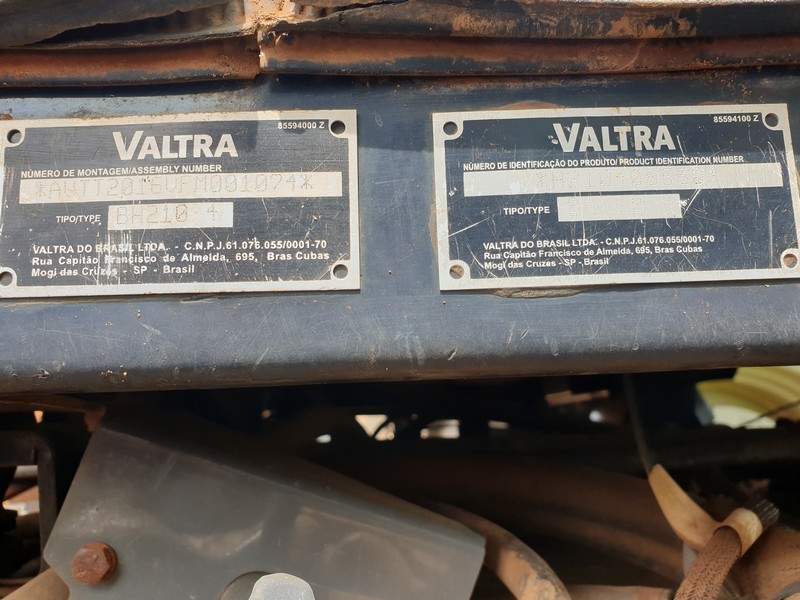 VALTRA
85594000 Z
NÚMERO DE MONTAGEM/ASSEMBLY NUMBER
TIPO/TYPE BH210 4
VALTRA DO BRASIL LTDA. - C.N.P.J.61.076.055/0001-70
Rua Capitão Francisco de Almeida, 695, Bras Cubas
Mogi das Cruzes - SP - Brasil
VALTRA
85594100 Z
NÚMERO DE IDENTIFICAÇÃO DO PRODUTO/ PRODUCT IDENTIFICATION NUMBER
TIPO/TYPE
VALTRA DO BRASIL LTDA. - C.N.P.J.61.076.055/0001-70
Rua Capitão Francisco de Almeida, 695, Bras Cubas
Mogi das Cruzes - SP - Brasil